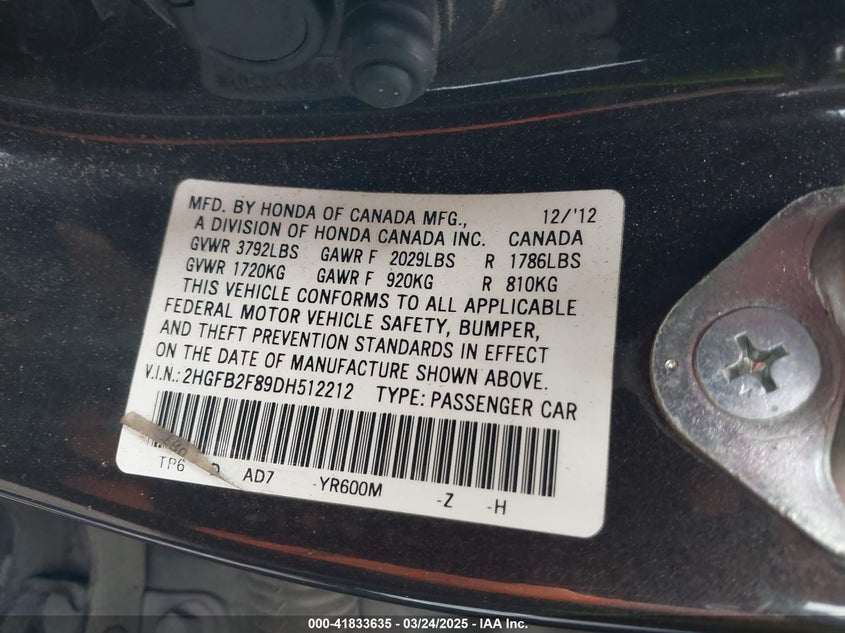 MFD. BY HONDA OF CANADA MFG., 12/'12
A DIVISION OF HONDA CANADA INC. CANADA
GVWR 3792LBS GAWR F 2029LBS R 1786LBS
GVWR 1720KG GAWR F 920KG R 810KG
THIS VEHICLE CONFORMS TO ALL APPLICABLE
FEDERAL MOTOR VEHICLE SAFETY, BUMPER,
AND THEFT PREVENTION STANDARDS IN EFFECT
ON THE DATE OF MANUFACTURE SHOWN ABOVE.
V.I.N.: 2HGFB2F89DH512212 TYPE: PASSENGER CAR
TR6 AD7 -YR600M -Z -H
000-41833635 - 03/24/2025 - IAA Inc.